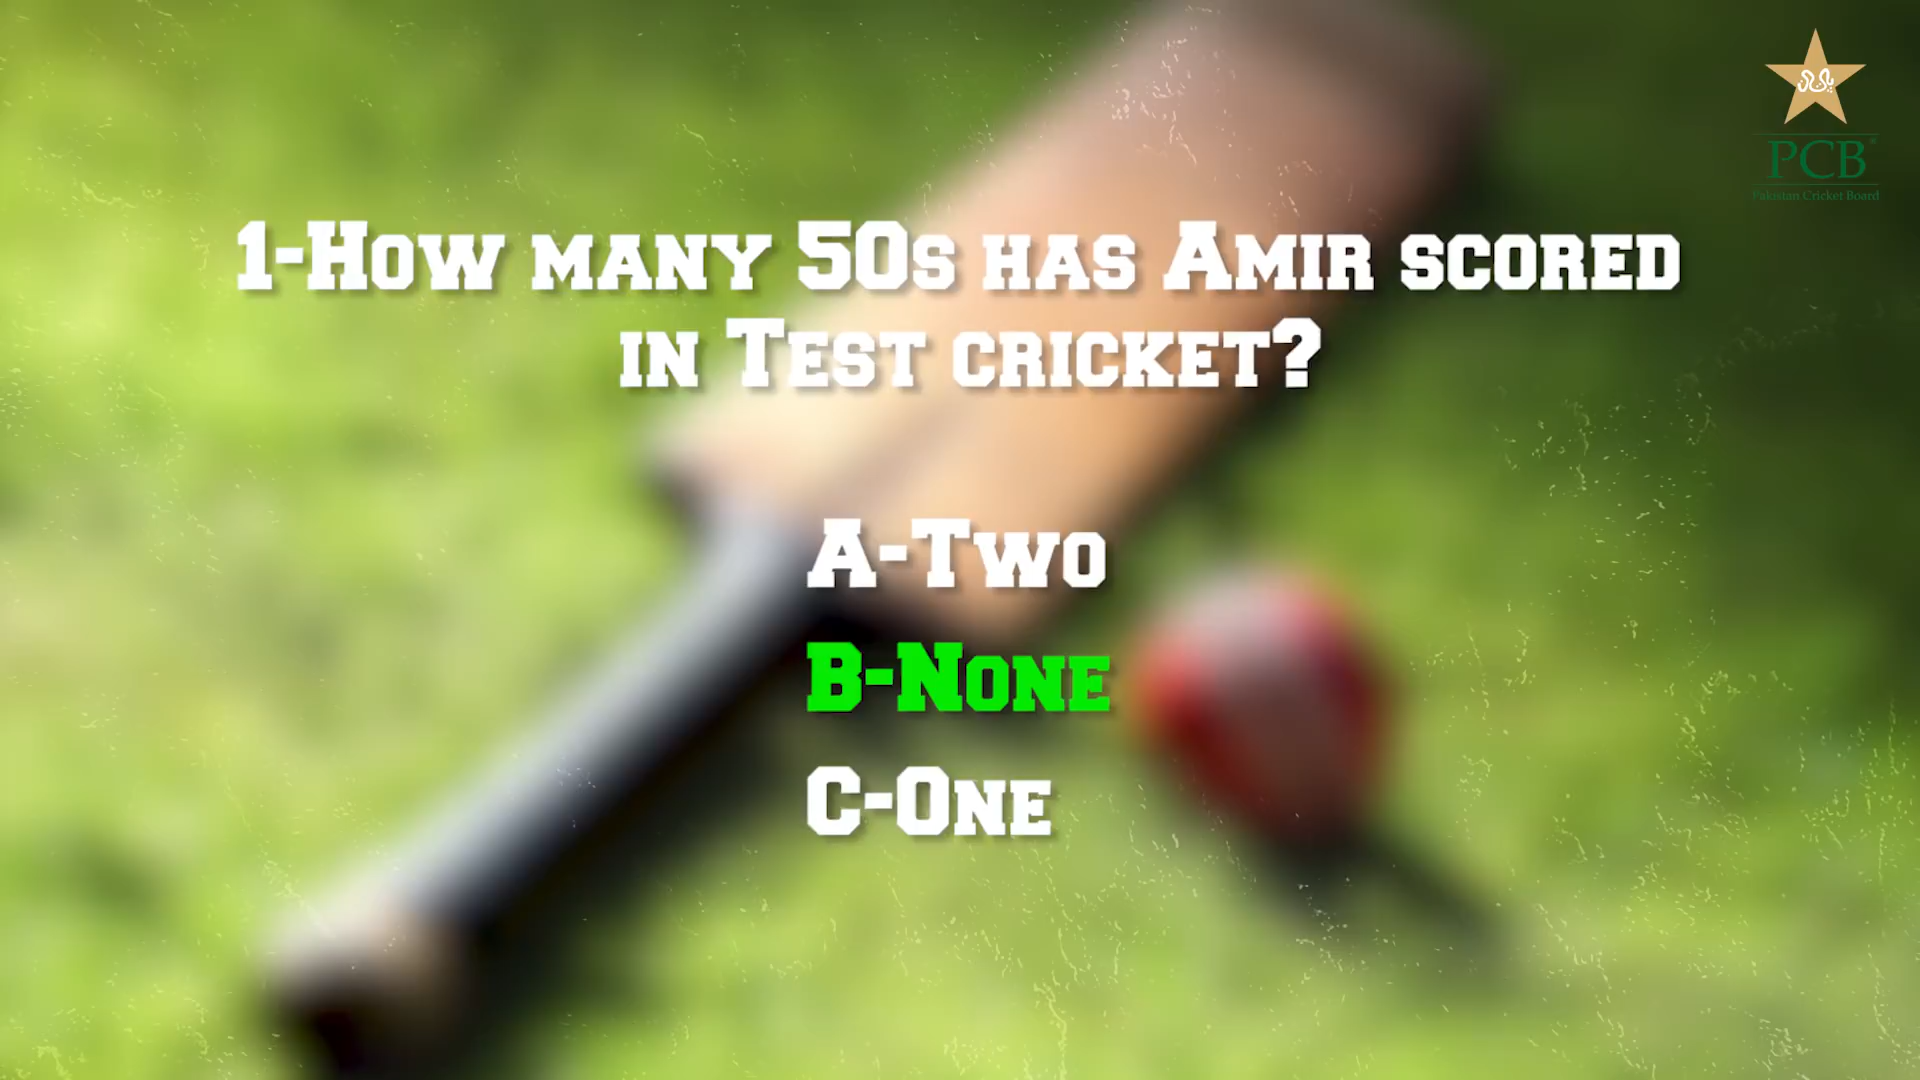 PCB
Pakistan Cricket Board
1-How many 50s has Amir scored
in Test cricket?
A-Two
B-None
C-One